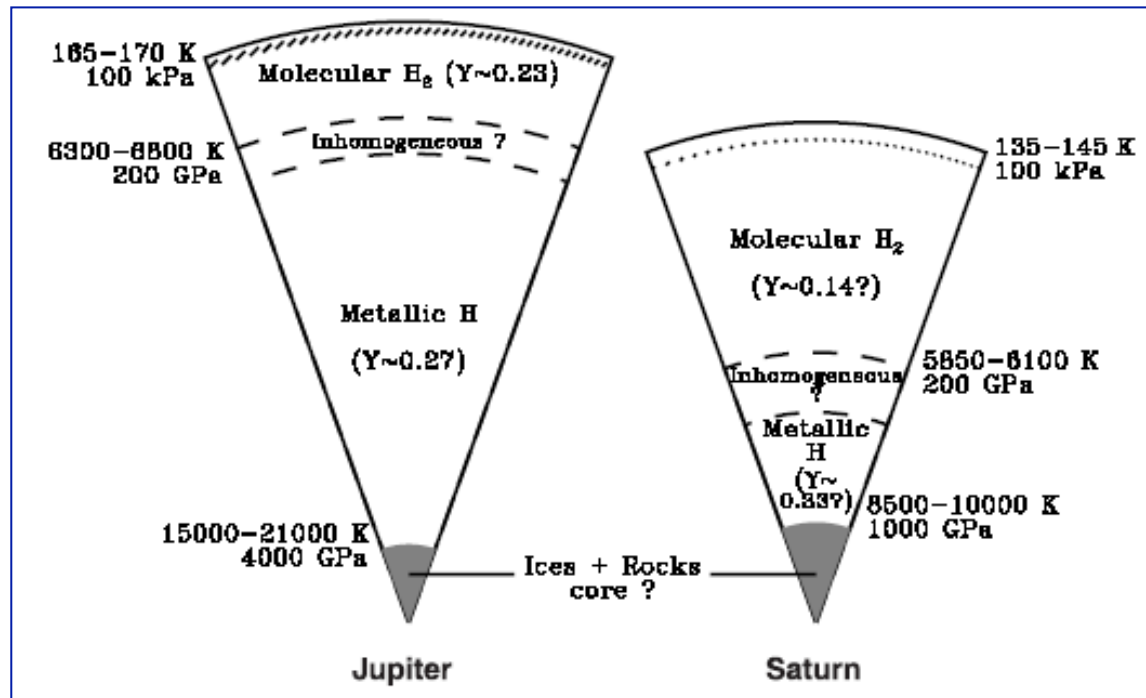 165–170 K
100 kPa
Molecular H₂ (Y~0.23)
Inhomogeneous ?
6300–6800 K
200 GPa
Metallic H
(Y~0.27)
15000–21000 K
4000 GPa
135–145 K
100 kPa
Molecular H₂
(Y~0.14?)
5850–6100 K
200 GPa
Inhomogeneous
?
Metallic
H
(Y~
0.33?)
8500–10000 K
1000 GPa
Ices + Rocks
core ?
Jupiter
Saturn